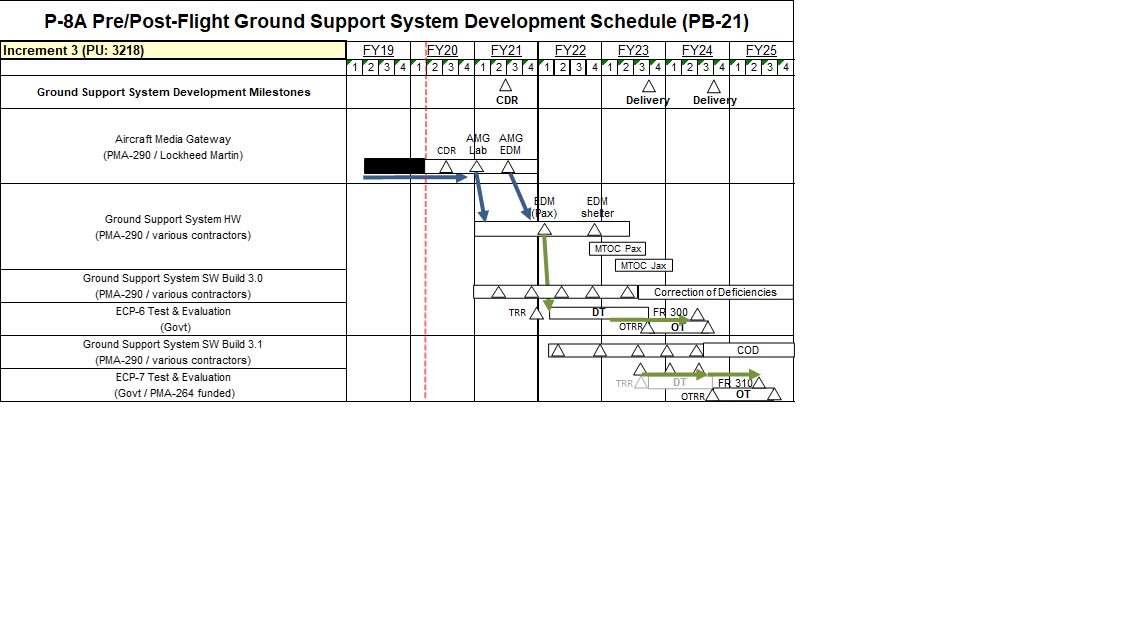 P-8A Pre/Post-Flight Ground Support System Development Schedule (PB-21)
Increment 3 (PU: 3218)
FY19 FY20 FY21 FY22 FY23 FY24 FY25
1 2 3 4 1 2 3 4 1 2 3 4 1 2 3 4 1 2 3 4 1 2 3 4 1 2 3 4
Ground Support System Development Milestones
CDR Delivery Delivery
Aircraft Media Gateway
(PMA-290 / Lockheed Martin)
CDR
AMG
Lab
AMG
EDM
Ground Support System HW
(PMA-290 / various contractors)
EDM
(Pax)
EDM
shelter
MTOC Pax
MTOC Jax
Ground Support System SW Build 3.0
(PMA-290 / various contractors)
Correction of Deficiencies
ECP-6 Test & Evaluation
(Govt)
TRR DT FR 300
OTRR OT
Ground Support System SW Build 3.1
(PMA-290 / various contractors)
COD
ECP-7 Test & Evaluation
(Govt / PMA-264 funded)
TRR DT FR 310
OTRR OT